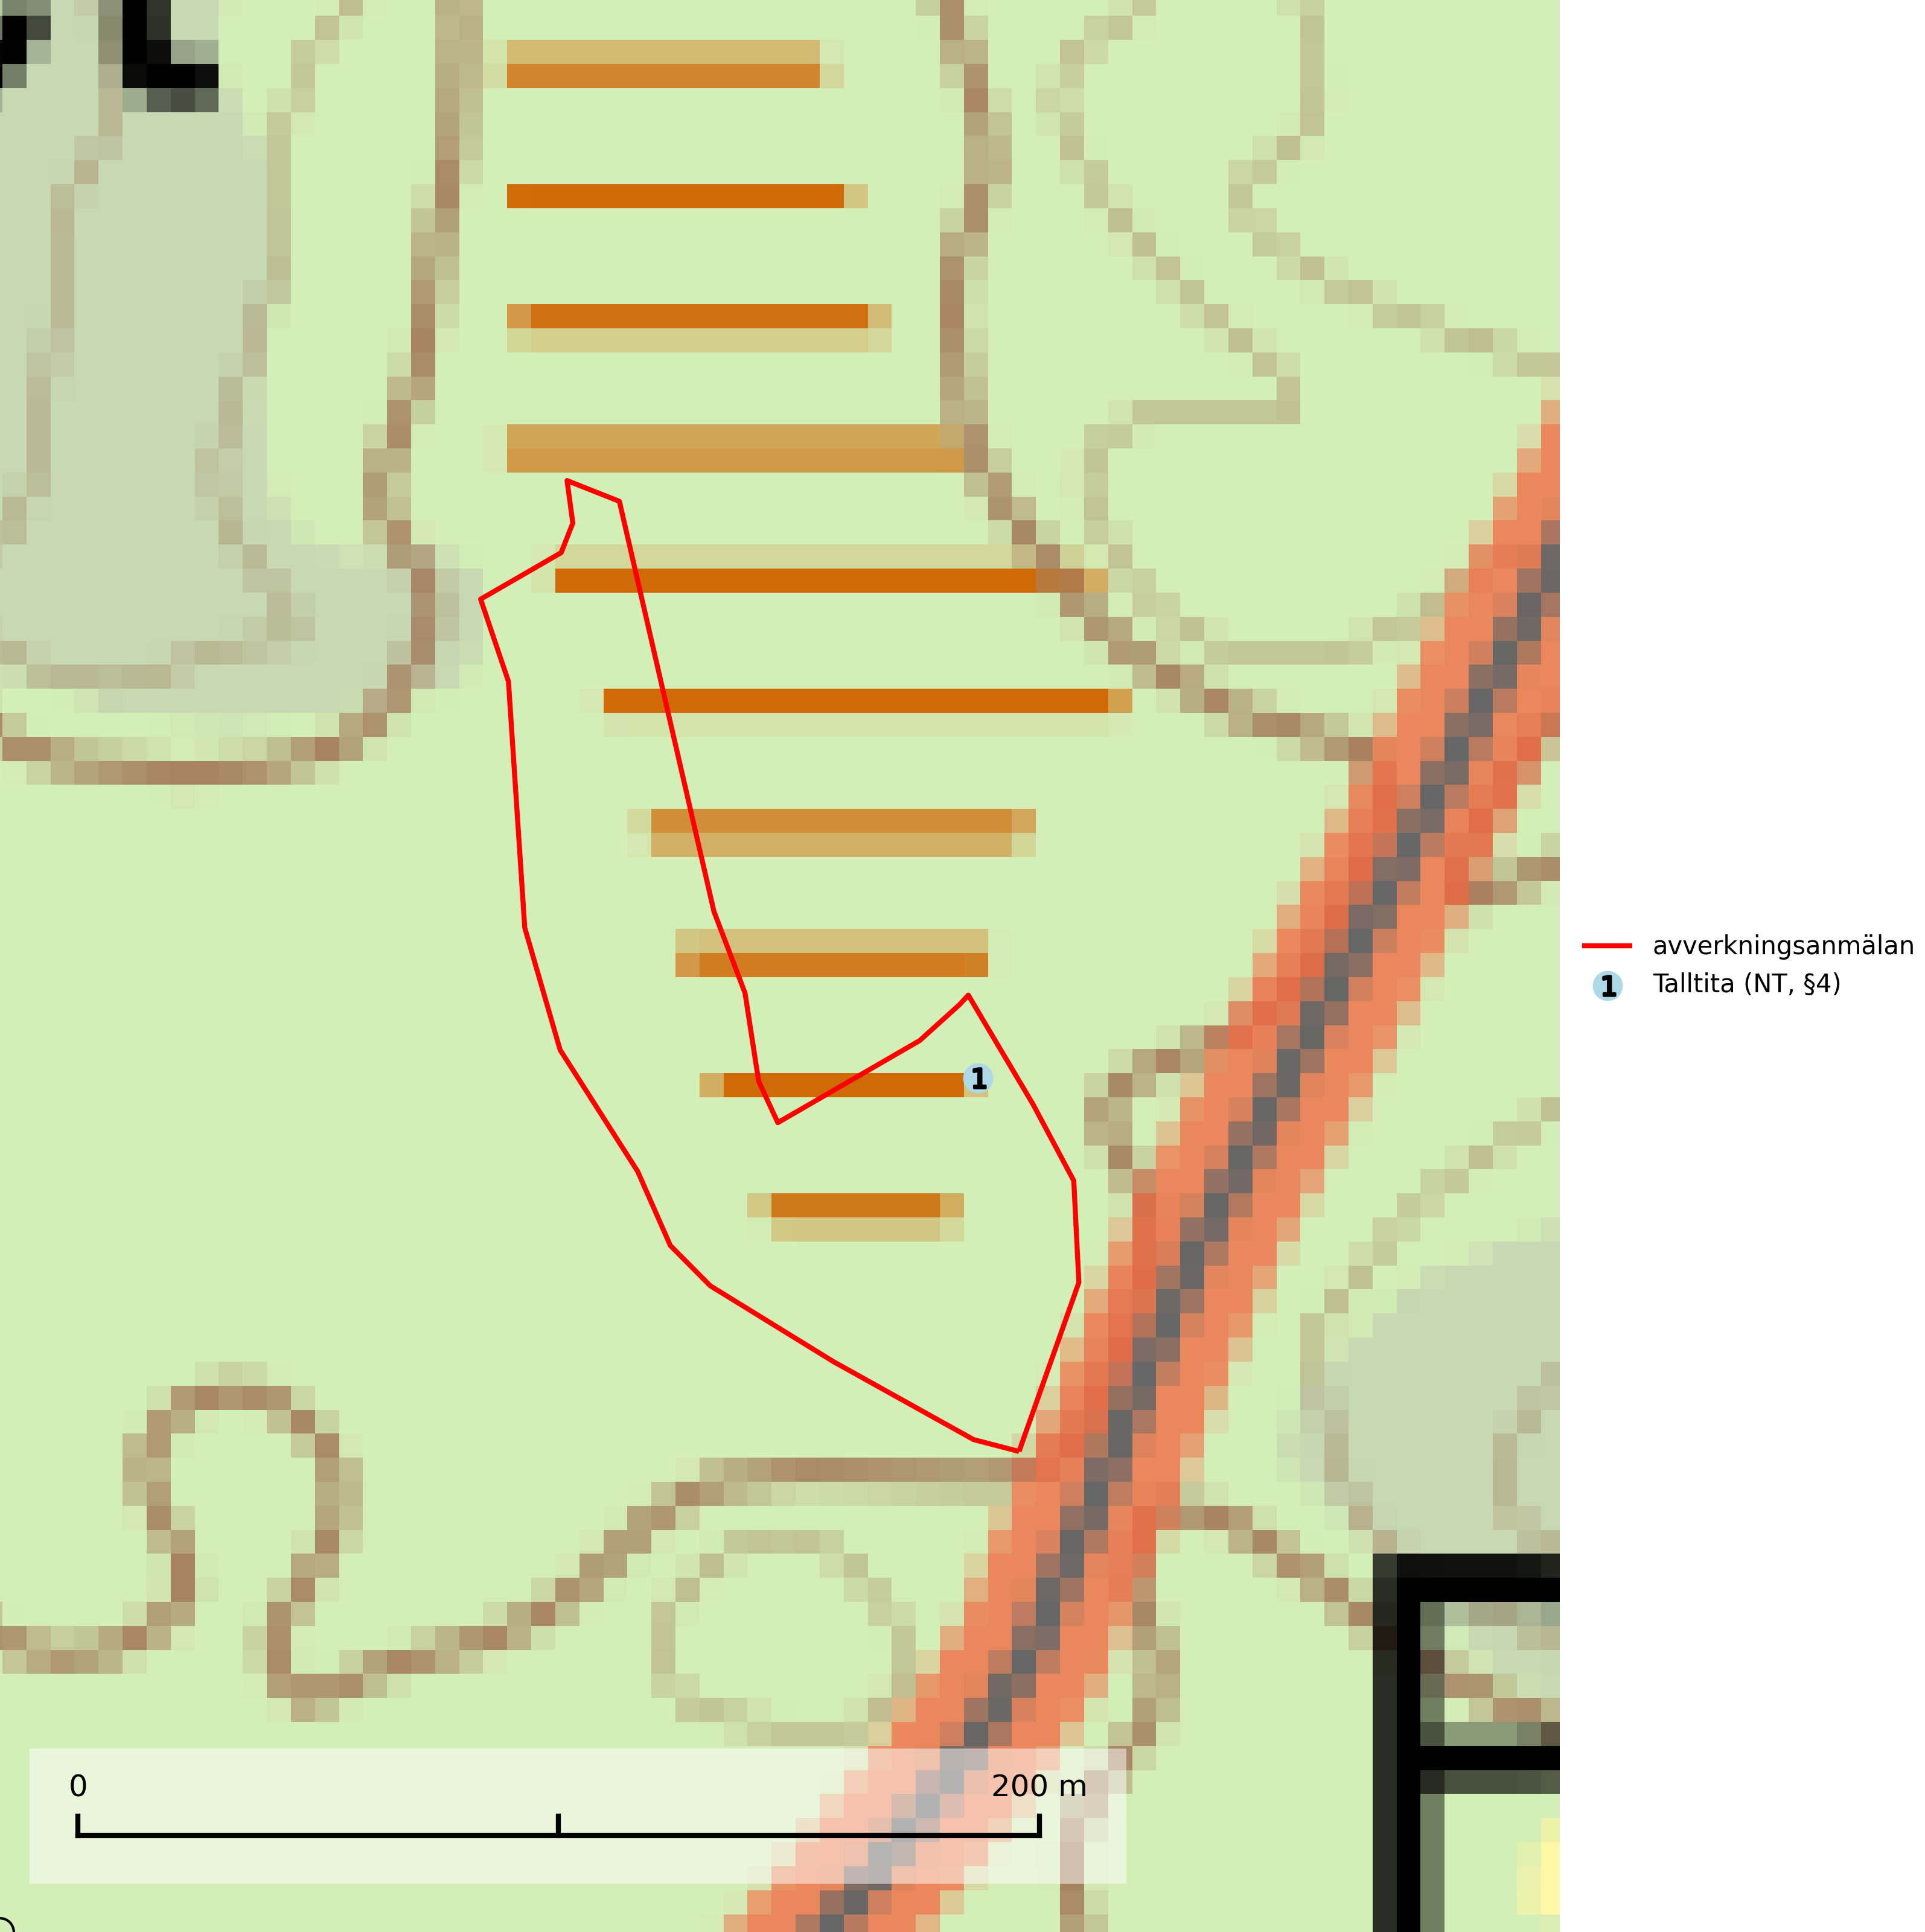 avverkningsanmälan
1 Talltita (NT, §4)
1
0 200 m